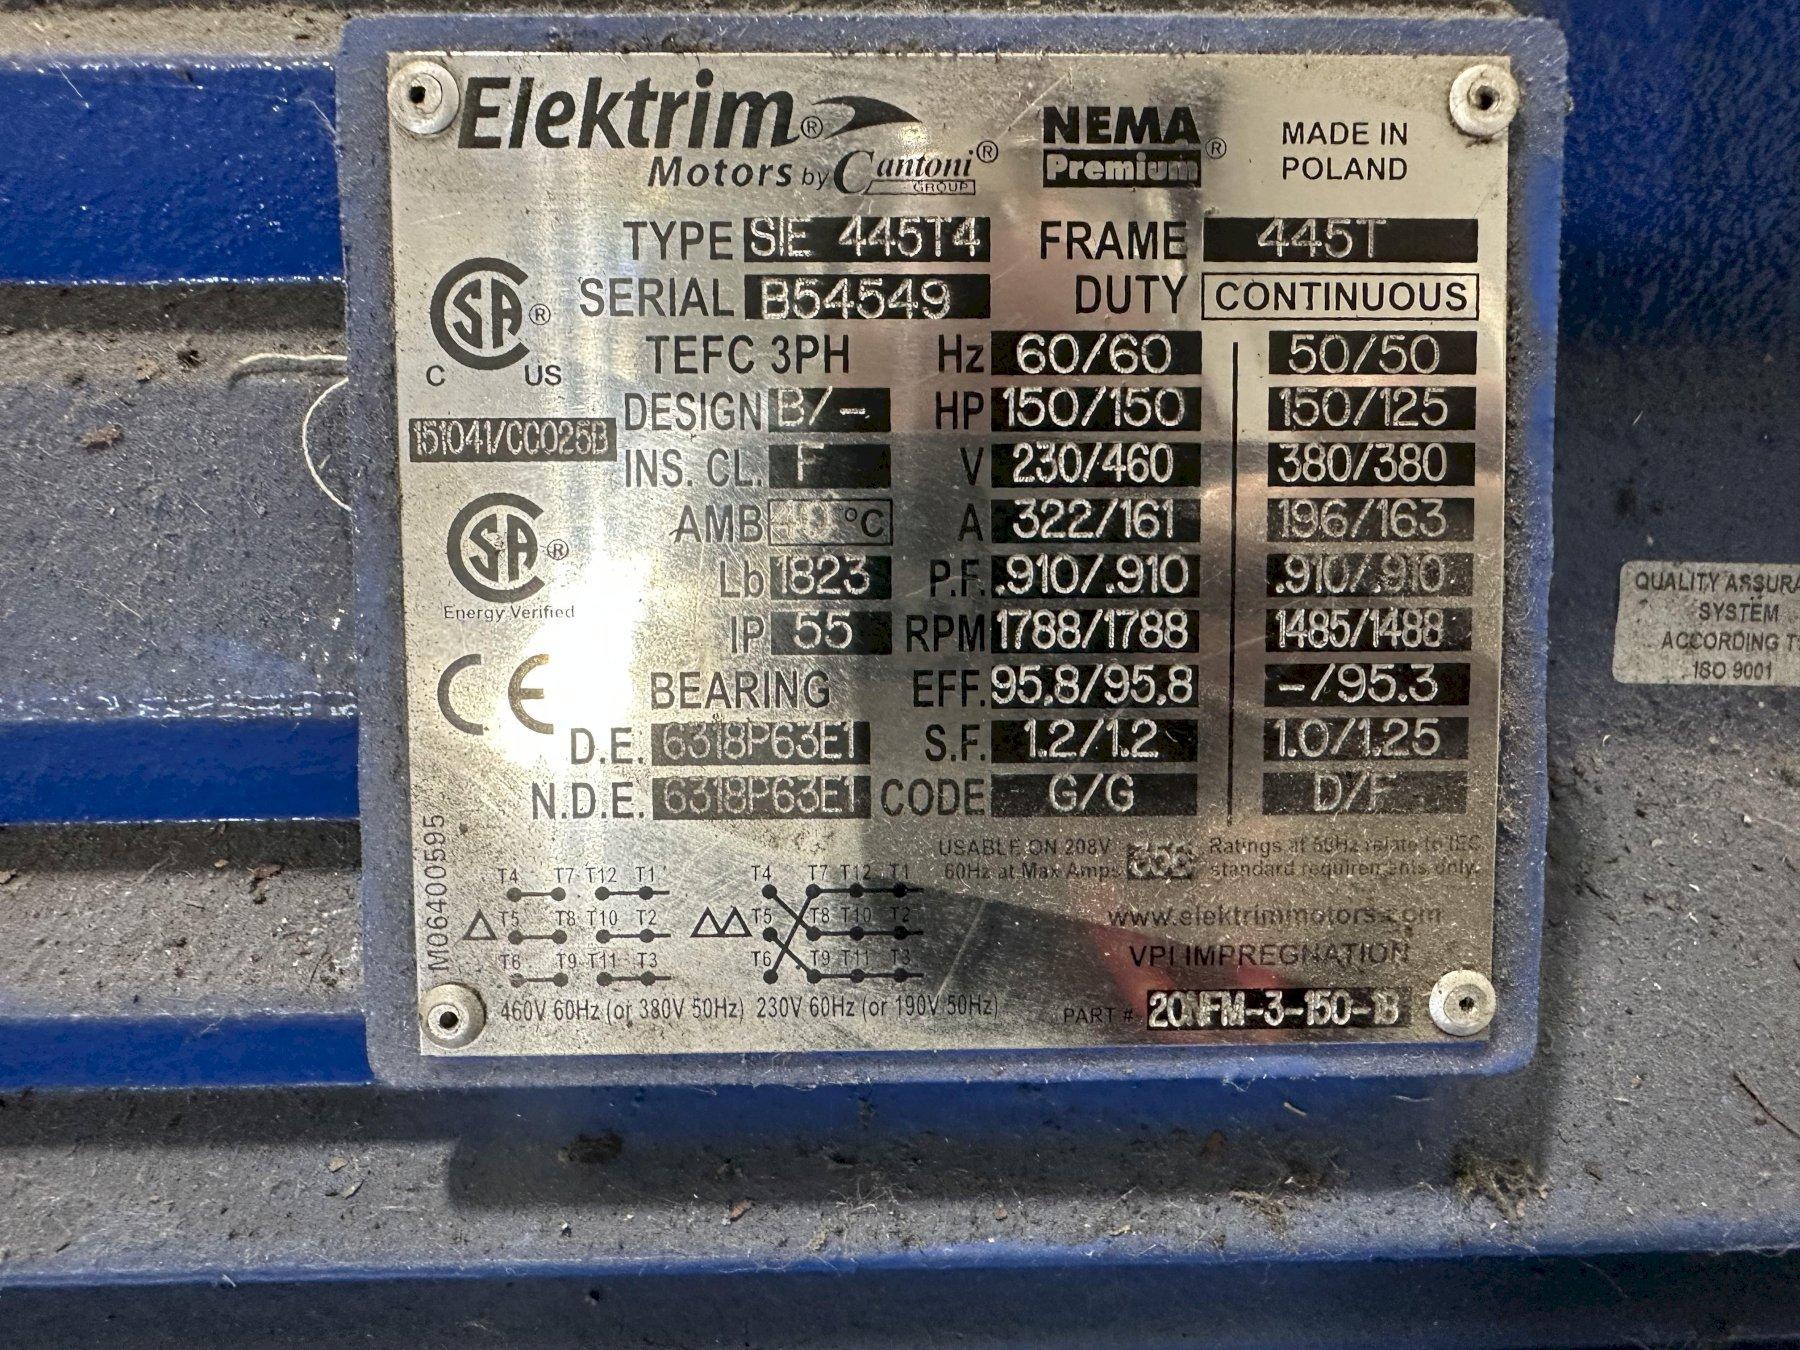 Elektrim®
Motors by Cantoni®
GROUP
NEMA
Premium®
MADE IN
POLAND
TYPE SIE 445T4 FRAME 445T
SERIAL B54549 DUTY CONTINUOUS
SA®
C US
TEFC 3PH Hz 60/60 50/50
DESIGN B/- HP 150/150 150/125
151041/CC025B
INS. CL. F V 230/460 380/380
AMB 40 °C A 322/161 196/163
SA®
Energy Verified
Lb 1823 P.F. .910/.910 .910/.910
IP 55 RPM 1788/1788 1485/1488
CE
BEARING EFF. 95.8/95.8 -/95.3
D.E. 6318P63E1 S.F. 1.2/1.2 1.0/1.25
N.D.E. 6318P63E1 CODE G/G D/F
M06400595
USABLE ON 208V
60Hz at Max Amps
Ratings at 50Hz relate to IEC
standard requirements only.
T4 T7 T12 T1 T4 T7 T12 T1
△ T5 T8 T10 T2 △△ T5 T8 T10 T2
T6 T9 T11 T3 T6 T9 T11 T3
460V 60Hz (or 380V 50Hz) 230V 60Hz (or 190V 50Hz)
www.elektrimmotors.com
VPI IMPREGNATION
PART # 20NFM-3-150-1B
QUALITY ASSURA
SYSTEM
ACCORDING T
ISO 9001